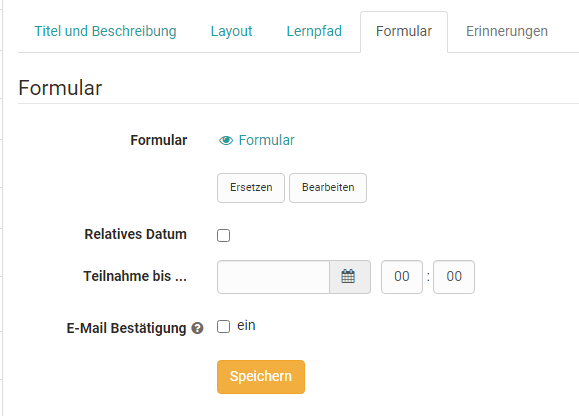 Titel und Beschreibung Layout Lernpfad Formular Erinnerungen
Formular
Formular Formular
Ersetzen Bearbeiten
Relatives Datum
Teilnahme bis ... 00 : 00
E-Mail Bestätigung ? ein
Speichern